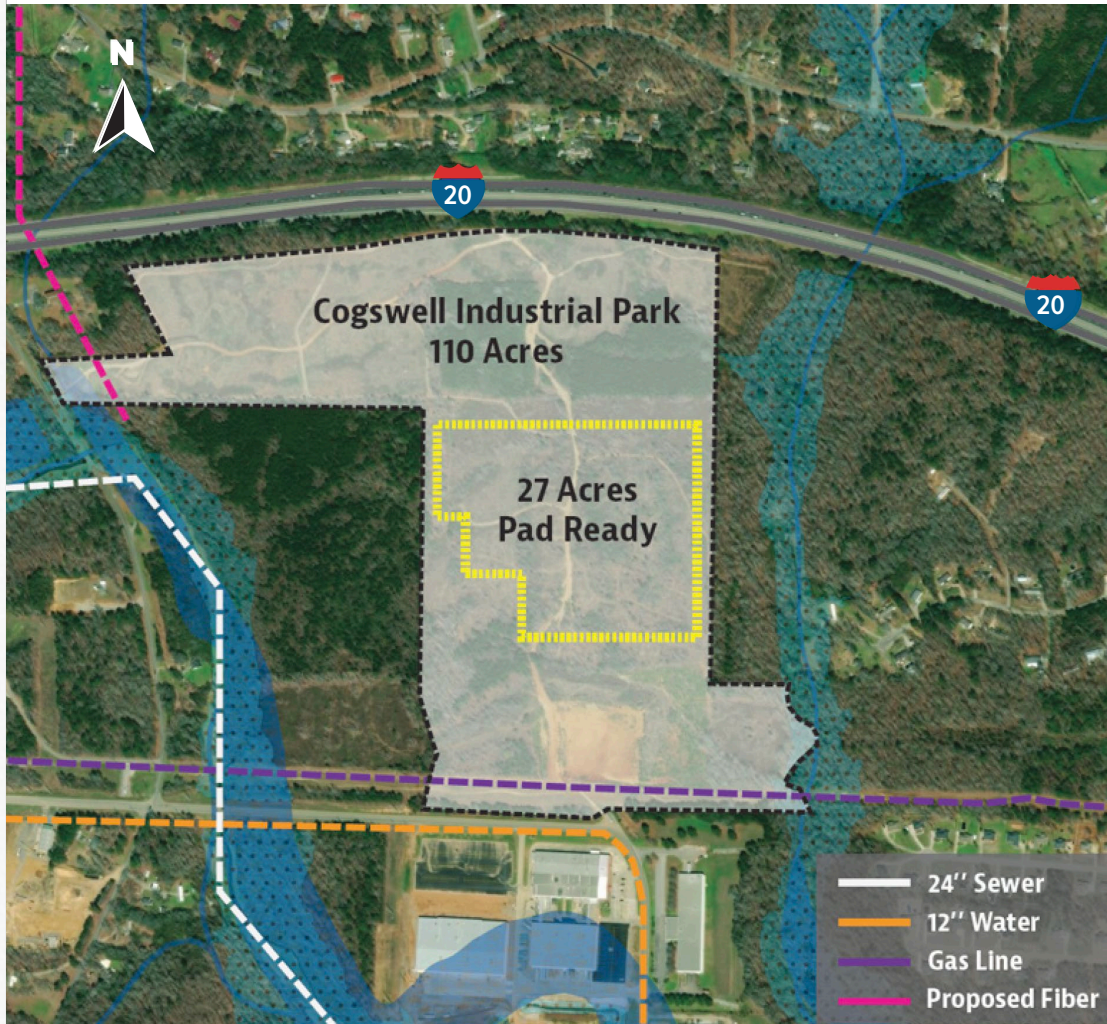 N
20
20
Cogswell Industrial Park
110 Acres
27 Acres
Pad Ready
24'' Sewer
12'' Water
Gas Line
Proposed Fiber